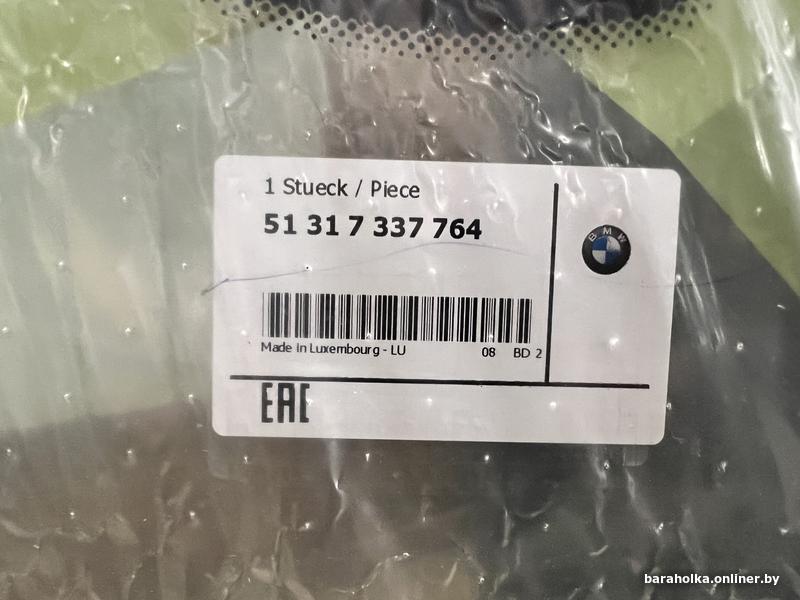 1 Stueck / Piece
51 31 7 337 764
BMW
Made in Luxembourg - LU 08 BD 2
EAC
baraholka.onliner.by